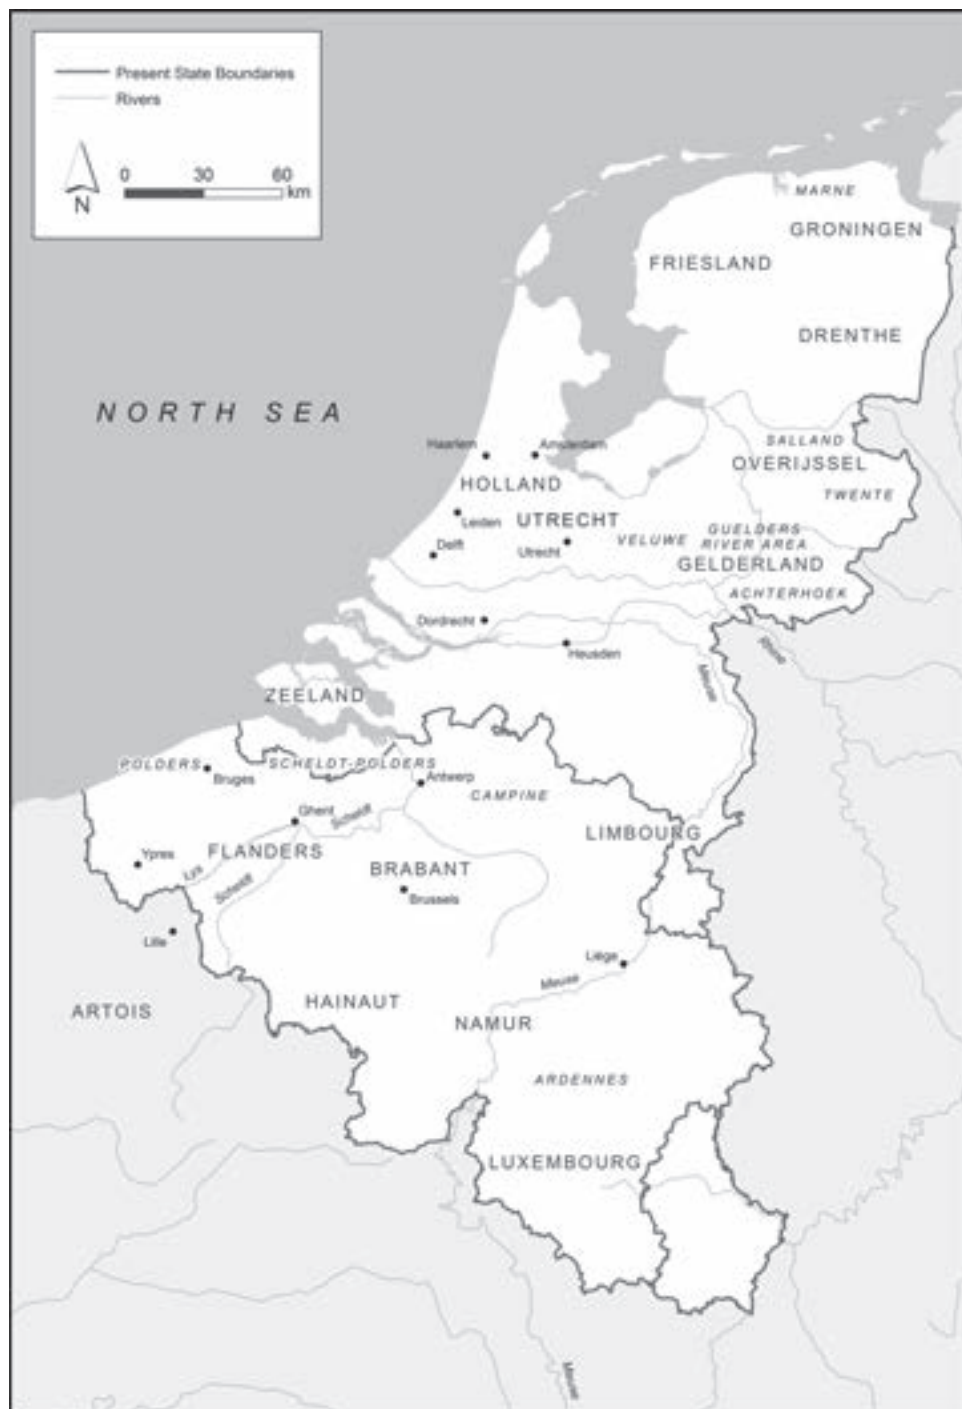 Present State Boundaries
Rivers
0 30 60
km
N
MARNE
GRONINGEN
FRIESLAND
DRENTHE
NORTH SEA
Haarlem
Amsterdam
SALLAND
OVERIJSSEL
HOLLAND
TWENTE
Leiden
UTRECHT
GUELDERS
RIVER AREA
VELUWE
Delft
Utrecht
GELDERLAND
ACHTERHOEK
Dordrecht
Heusden
Rhine
Meuse
ZEELAND
POLDERS
SCHELDT-POLDERS
Bruges
Antwerp
CAMPINE
Ghent
Scheldt
LIMBOURG
Ypres
FLANDERS
Lys
BRABANT
Scheldt
Brussels
Lille
Liège
Meuse
HAINAUT
ARTOIS
NAMUR
ARDENNES
LUXEMBOURG
Meuse